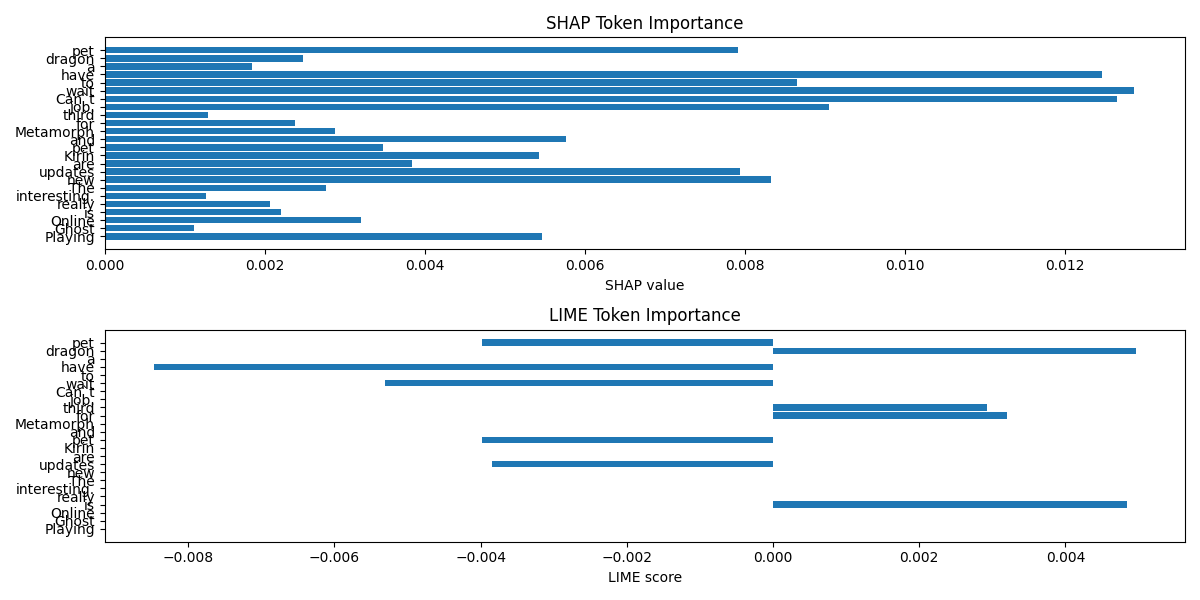 SHAP Token Importance
pet
dragon
a
have
to
wait
Can't
job.
third
for
Metamorph
and
pet
Kirin
are
updates
new
The
interesting.
really
is
Online
Ghost
Playing
0.000 0.002 0.004 0.006 0.008 0.010 0.012
SHAP value
LIME Token Importance
pet
dragon
a
have
to
wait
Can't
job.
third
for
Metamorph
and
pet
Kirin
are
updates
new
The
interesting.
really
is
Online
Ghost
Playing
−0.008 −0.006 −0.004 −0.002 0.000 0.002 0.004
LIME score